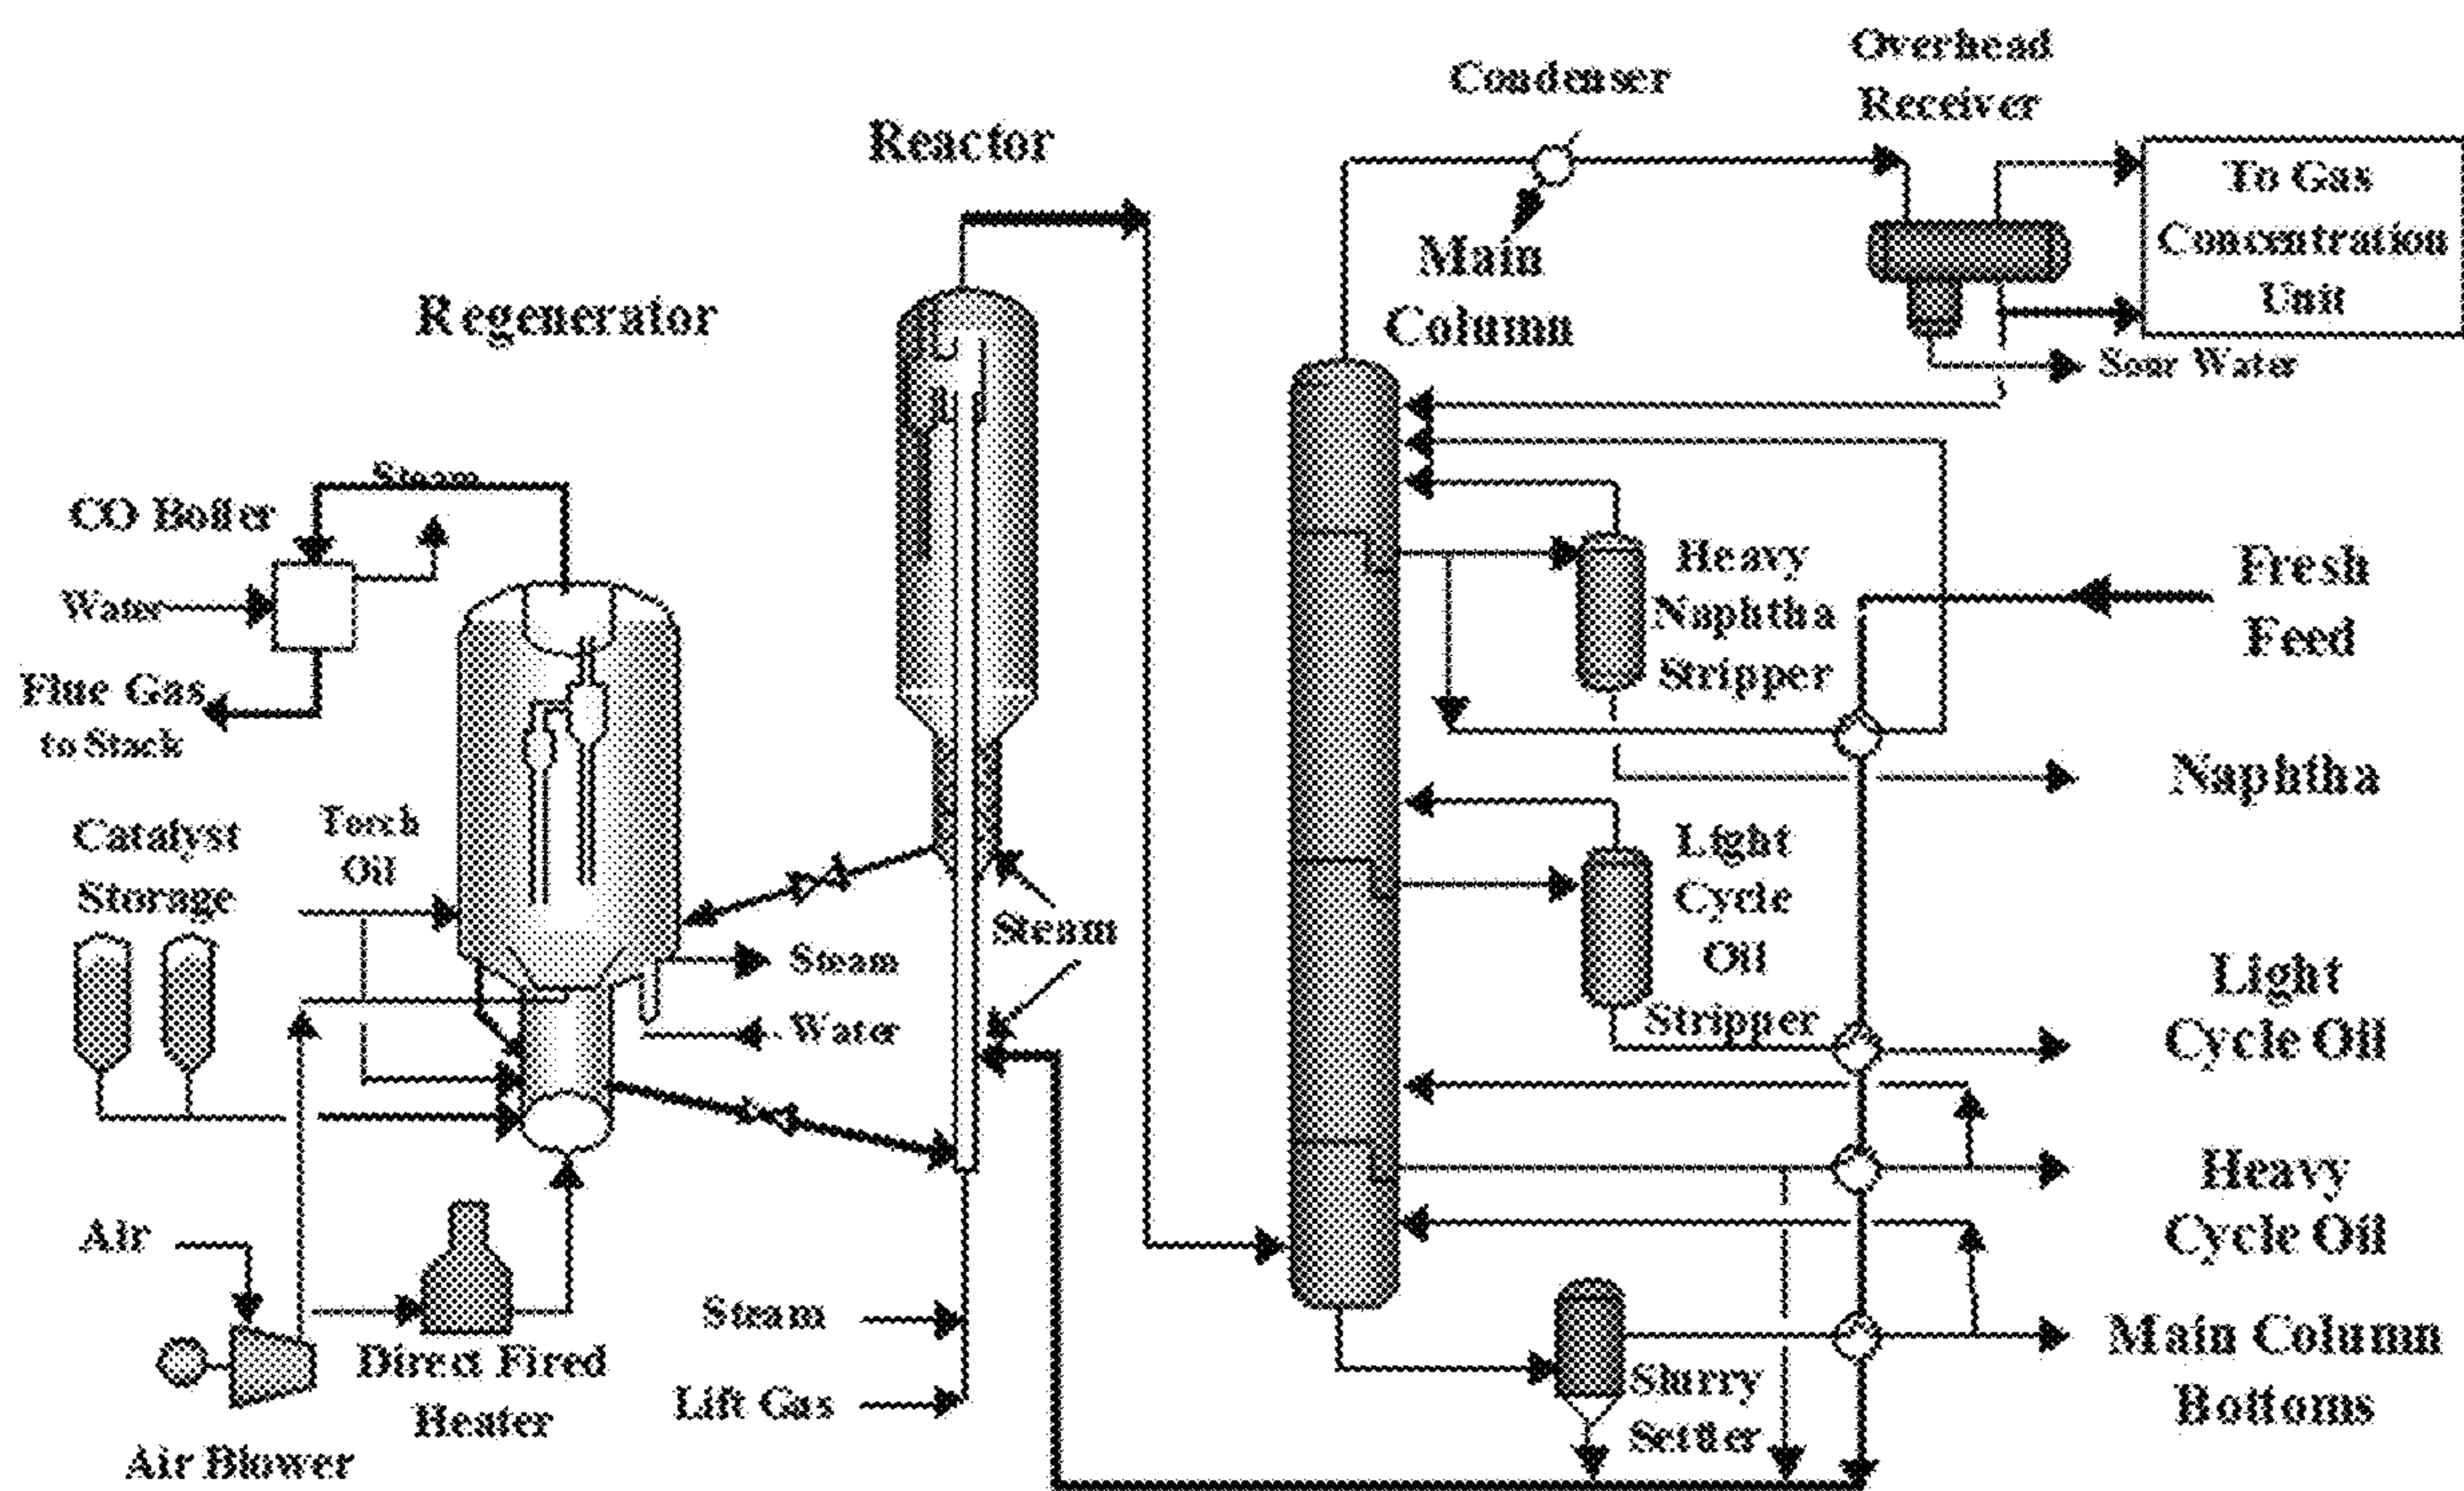 Overhead
Receiver
Condenser
Reactor
To Gas
Concentration
Unit
Main
Column
Regenerator
Sour Water
Steam
CO Boiler
Water
Flue Gas
to Stack
Heavy
Naphtha
Stripper
Fresh
Feed
Naphtha
Torch
Oil
Catalyst
Storage
Light
Cycle
Oil
Stripper
Steam
Steam
Water
Light
Cycle Oil
Heavy
Cycle Oil
Air
Steam
Lift Gas
Direct Fired
Heater
Air Blower
Slurry
Settler
Main Column
Bottoms